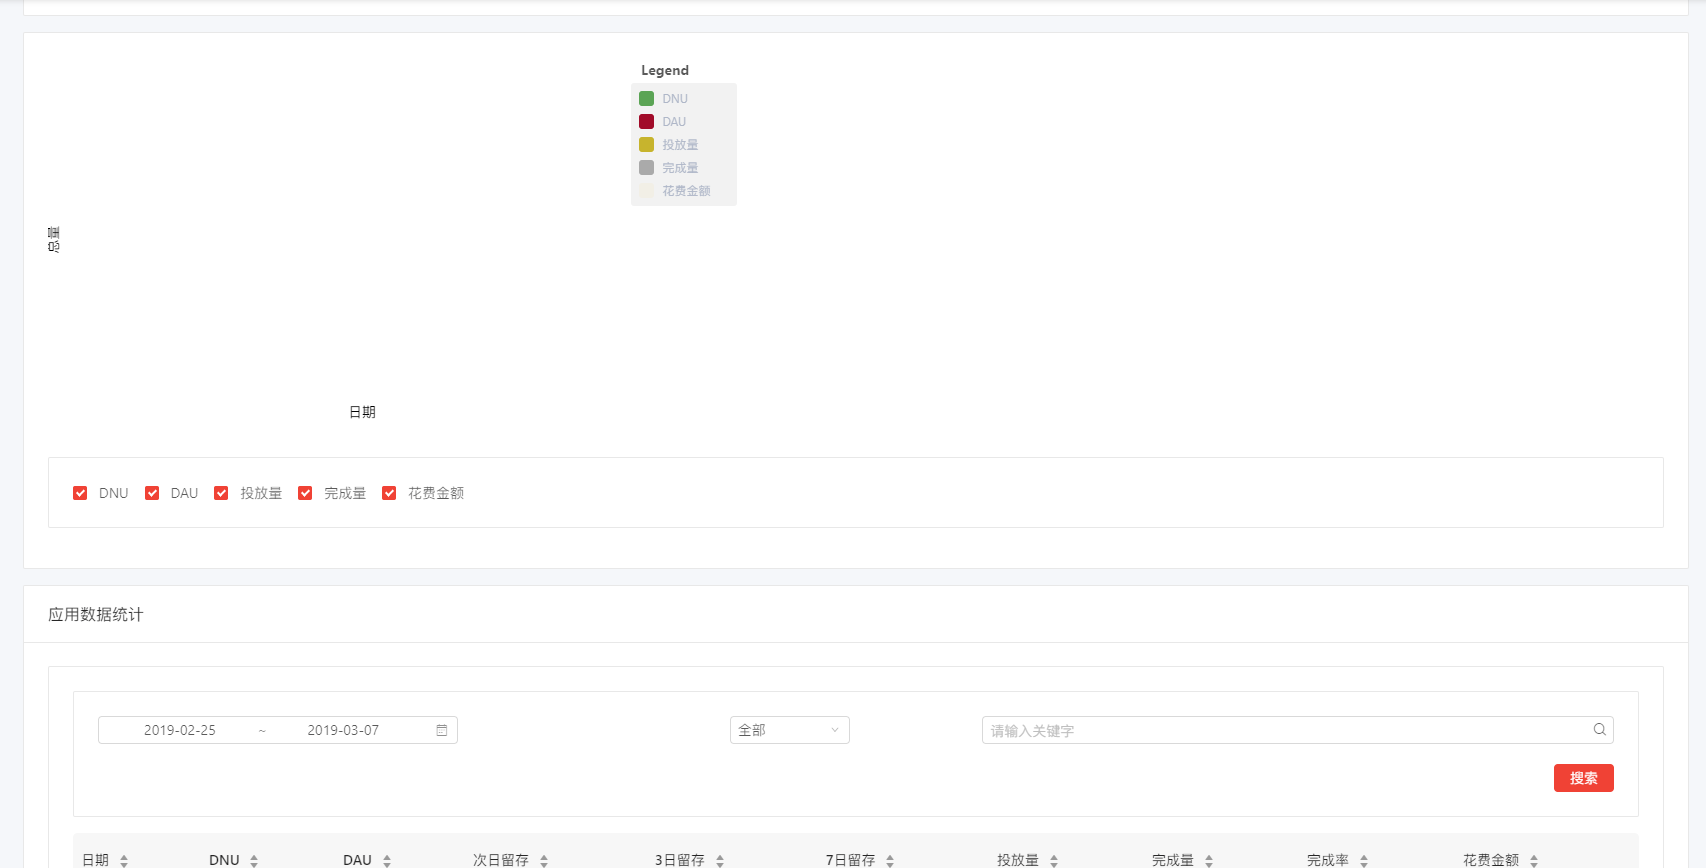 Legend
DNU
DAU
投放量
完成量
花费金额
总量
日期
DNU DAU 投放量 完成量 花费金额
应用数据统计
2019-02-25 ~ 2019-03-07 全部 请输入关键字
搜索
日期 DNU DAU 次日留存 3日留存 7日留存 投放量 完成量 完成率 花费金额